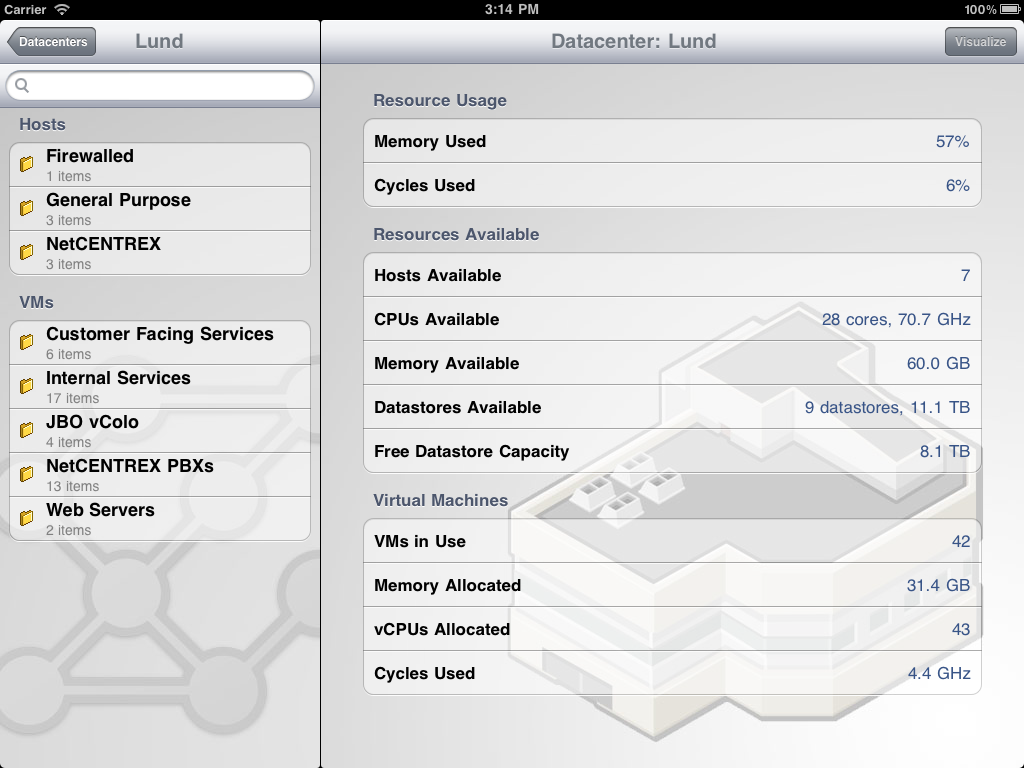 Carrier 3:14 PM 100%
Datacenters Lund
Hosts
Firewalled
1 items
General Purpose
3 items
NetCENTREX
3 items
VMs
Customer Facing Services
6 items
Internal Services
17 items
JBO vColo
4 items
NetCENTREX PBXs
13 items
Web Servers
2 items
Datacenter: Lund Visualize
Resource Usage
Memory Used 57%
Cycles Used 6%
Resources Available
Hosts Available 7
CPUs Available 28 cores, 70.7 GHz
Memory Available 60.0 GB
Datastores Available 9 datastores, 11.1 TB
Free Datastore Capacity 8.1 TB
Virtual Machines
VMs in Use 42
Memory Allocated 31.4 GB
vCPUs Allocated 43
Cycles Used 4.4 GHz